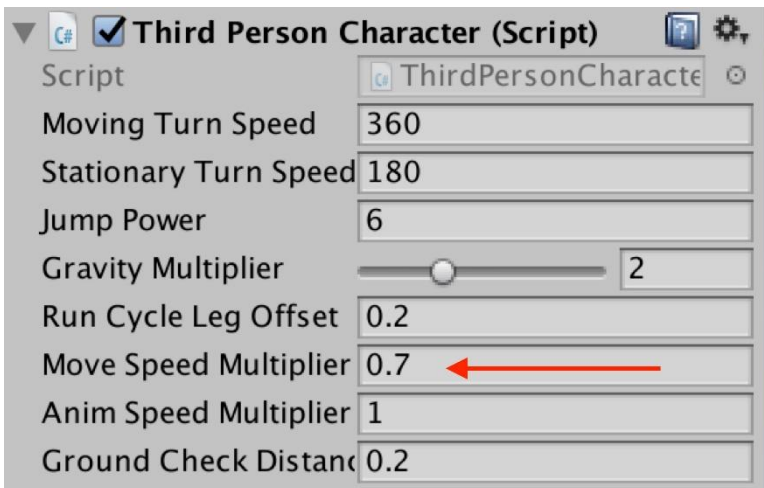 C# Third Person Character (Script)
Script ThirdPersonCharacte
Moving Turn Speed 360
Stationary Turn Speed 180
Jump Power 6
Gravity Multiplier 2
Run Cycle Leg Offset 0.2
Move Speed Multiplier 0.7
Anim Speed Multiplier 1
Ground Check Distanc 0.2